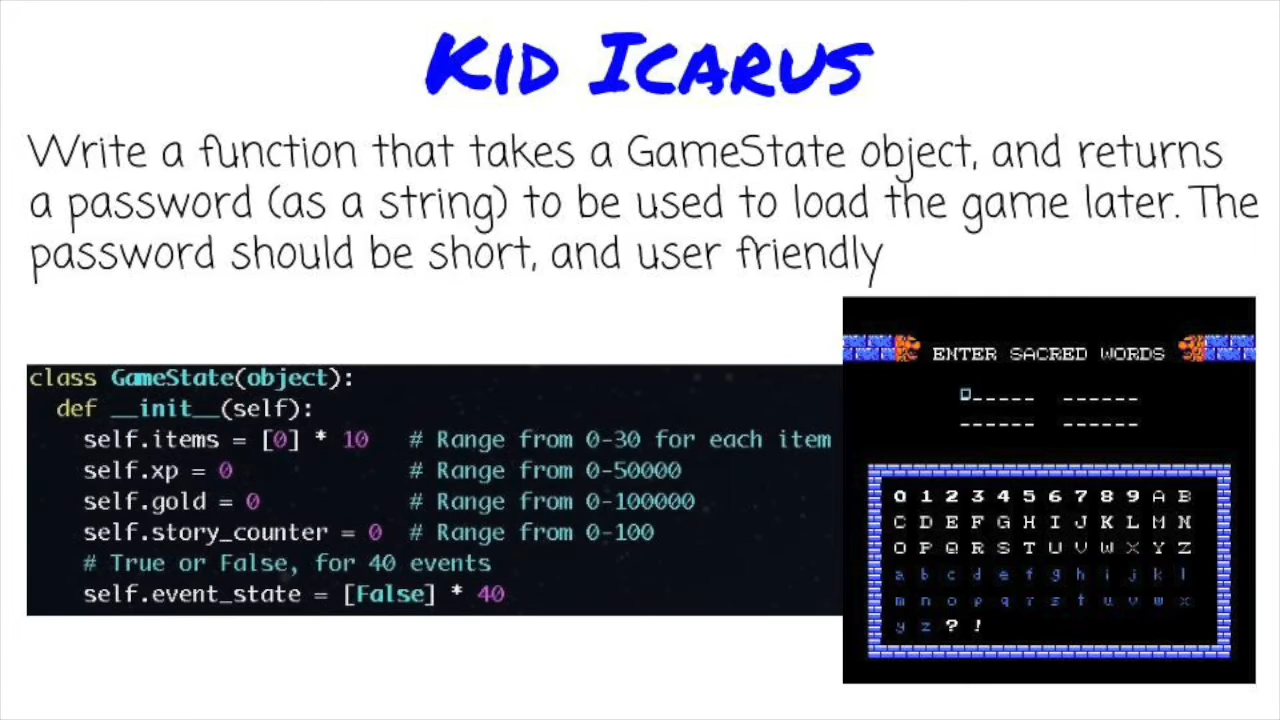 Kid Icarus
Write a function that takes a GameState object, and returns
a password (as a string) to be used to load the game later. The
password should be short, and user friendly
class GameState(object):
def __init__(self):
self.items = [0] * 10 # Range from 0-30 for each item
self.xp = 0 # Range from 0-50000
self.gold = 0 # Range from 0-100000
self.story_counter = 0 # Range from 0-100
# True or False, for 40 events
self.event_state = [False] * 40
ENTER SACRED WORDS
0 1 2 3 4 5 6 7 8 9 A B
C D E F G H I J K L M N
O P Q R S T U V W X Y Z
a b c d e f g h i j k l
m n o p q r s t u v w x
y z ? !